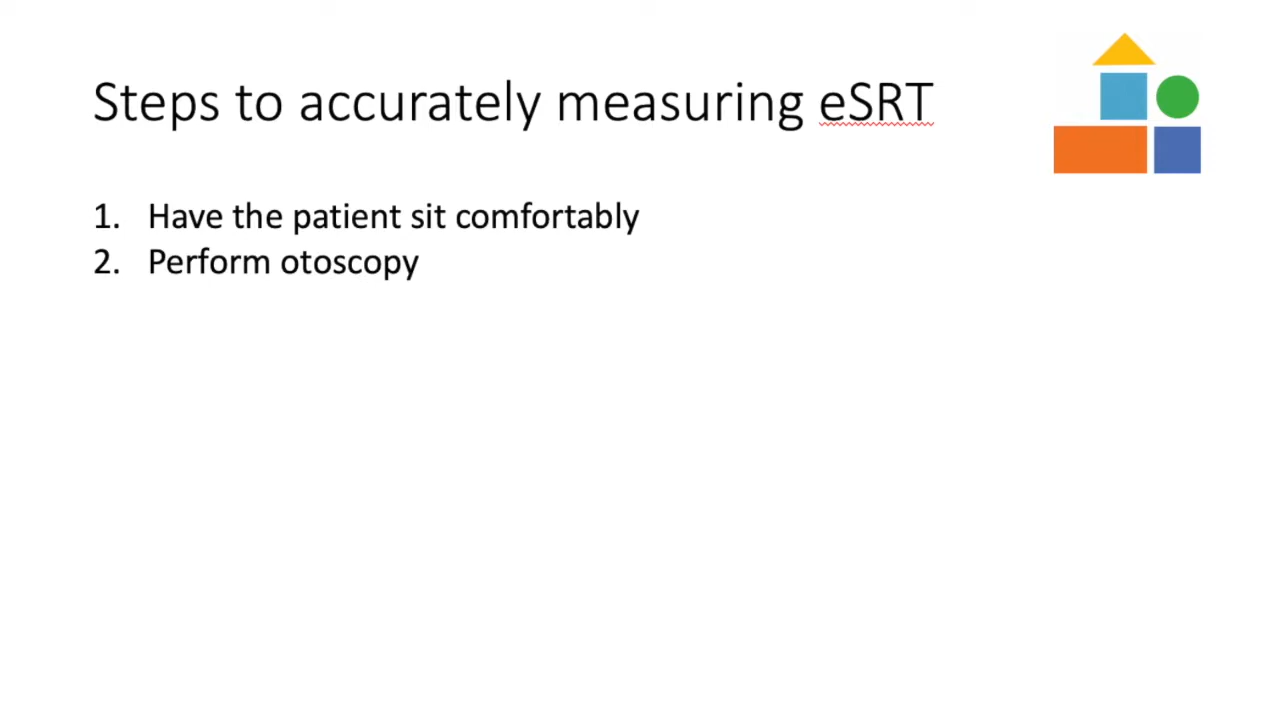 Steps to accurately measuring eSRT
1. Have the patient sit comfortably
2. Perform otoscopy